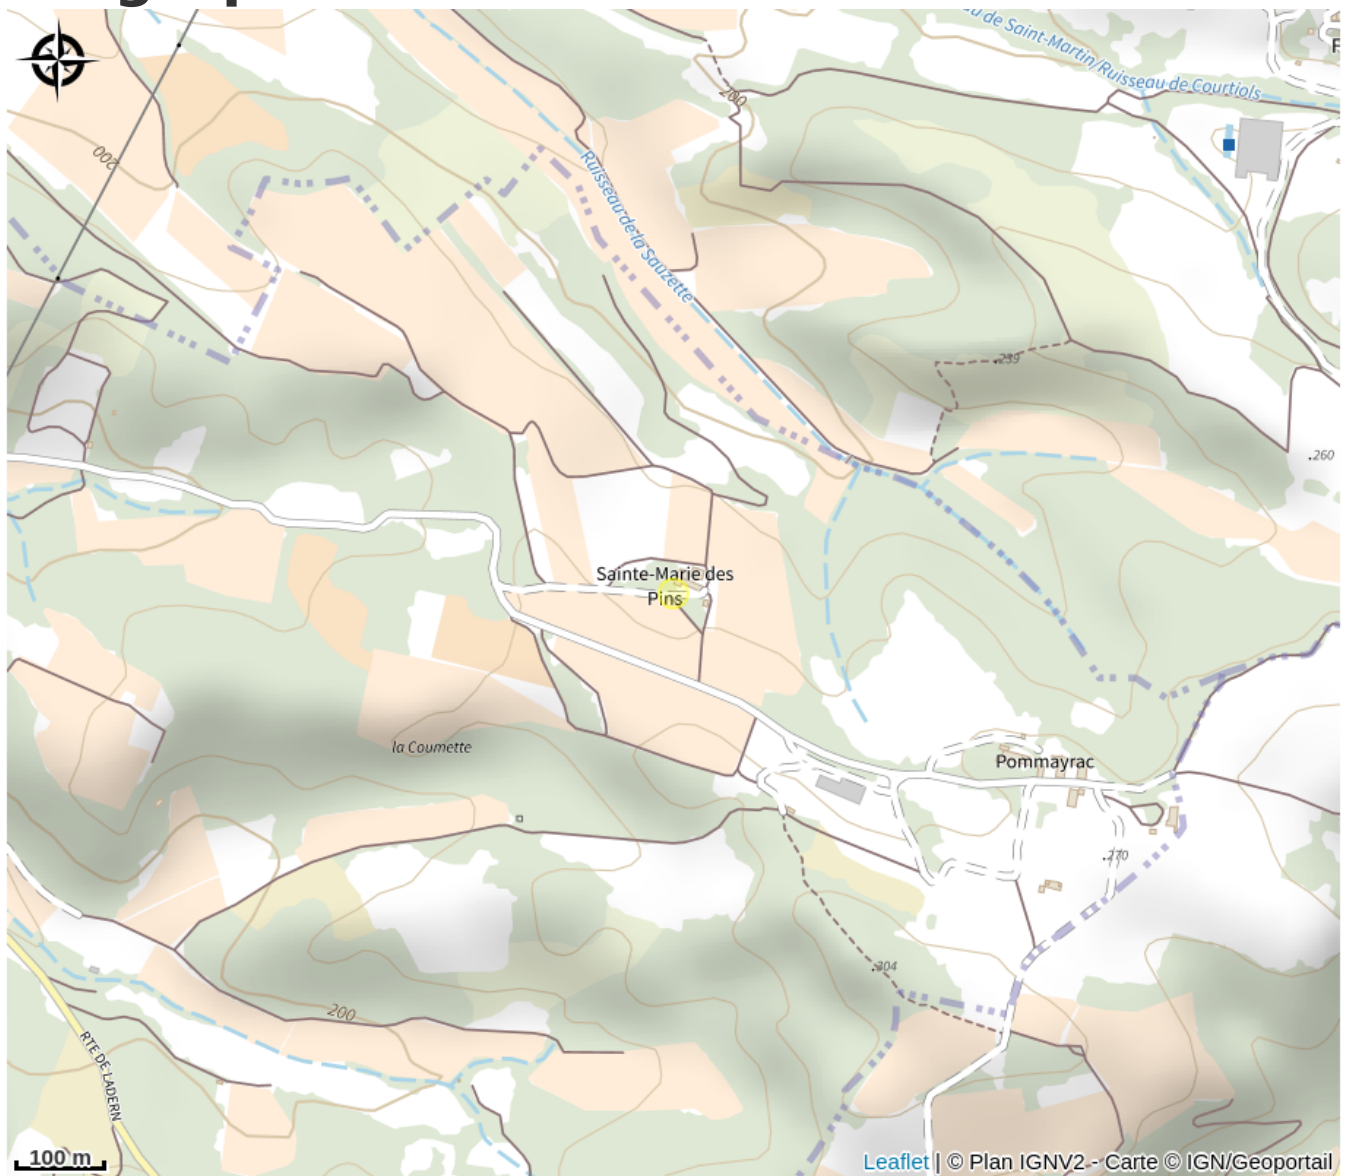 200
u de Saint-Martin/Ruisseau de Courtiols
F
200
Ruisseau de la Sauzette
.239
.260
Sainte-Marie des
Pins
la Coumette
Pommayrac
.270
.304
200
RTE DE LADERN
100 m
Leaflet | © Plan IGNV2 - Carte © IGN/Geoportail